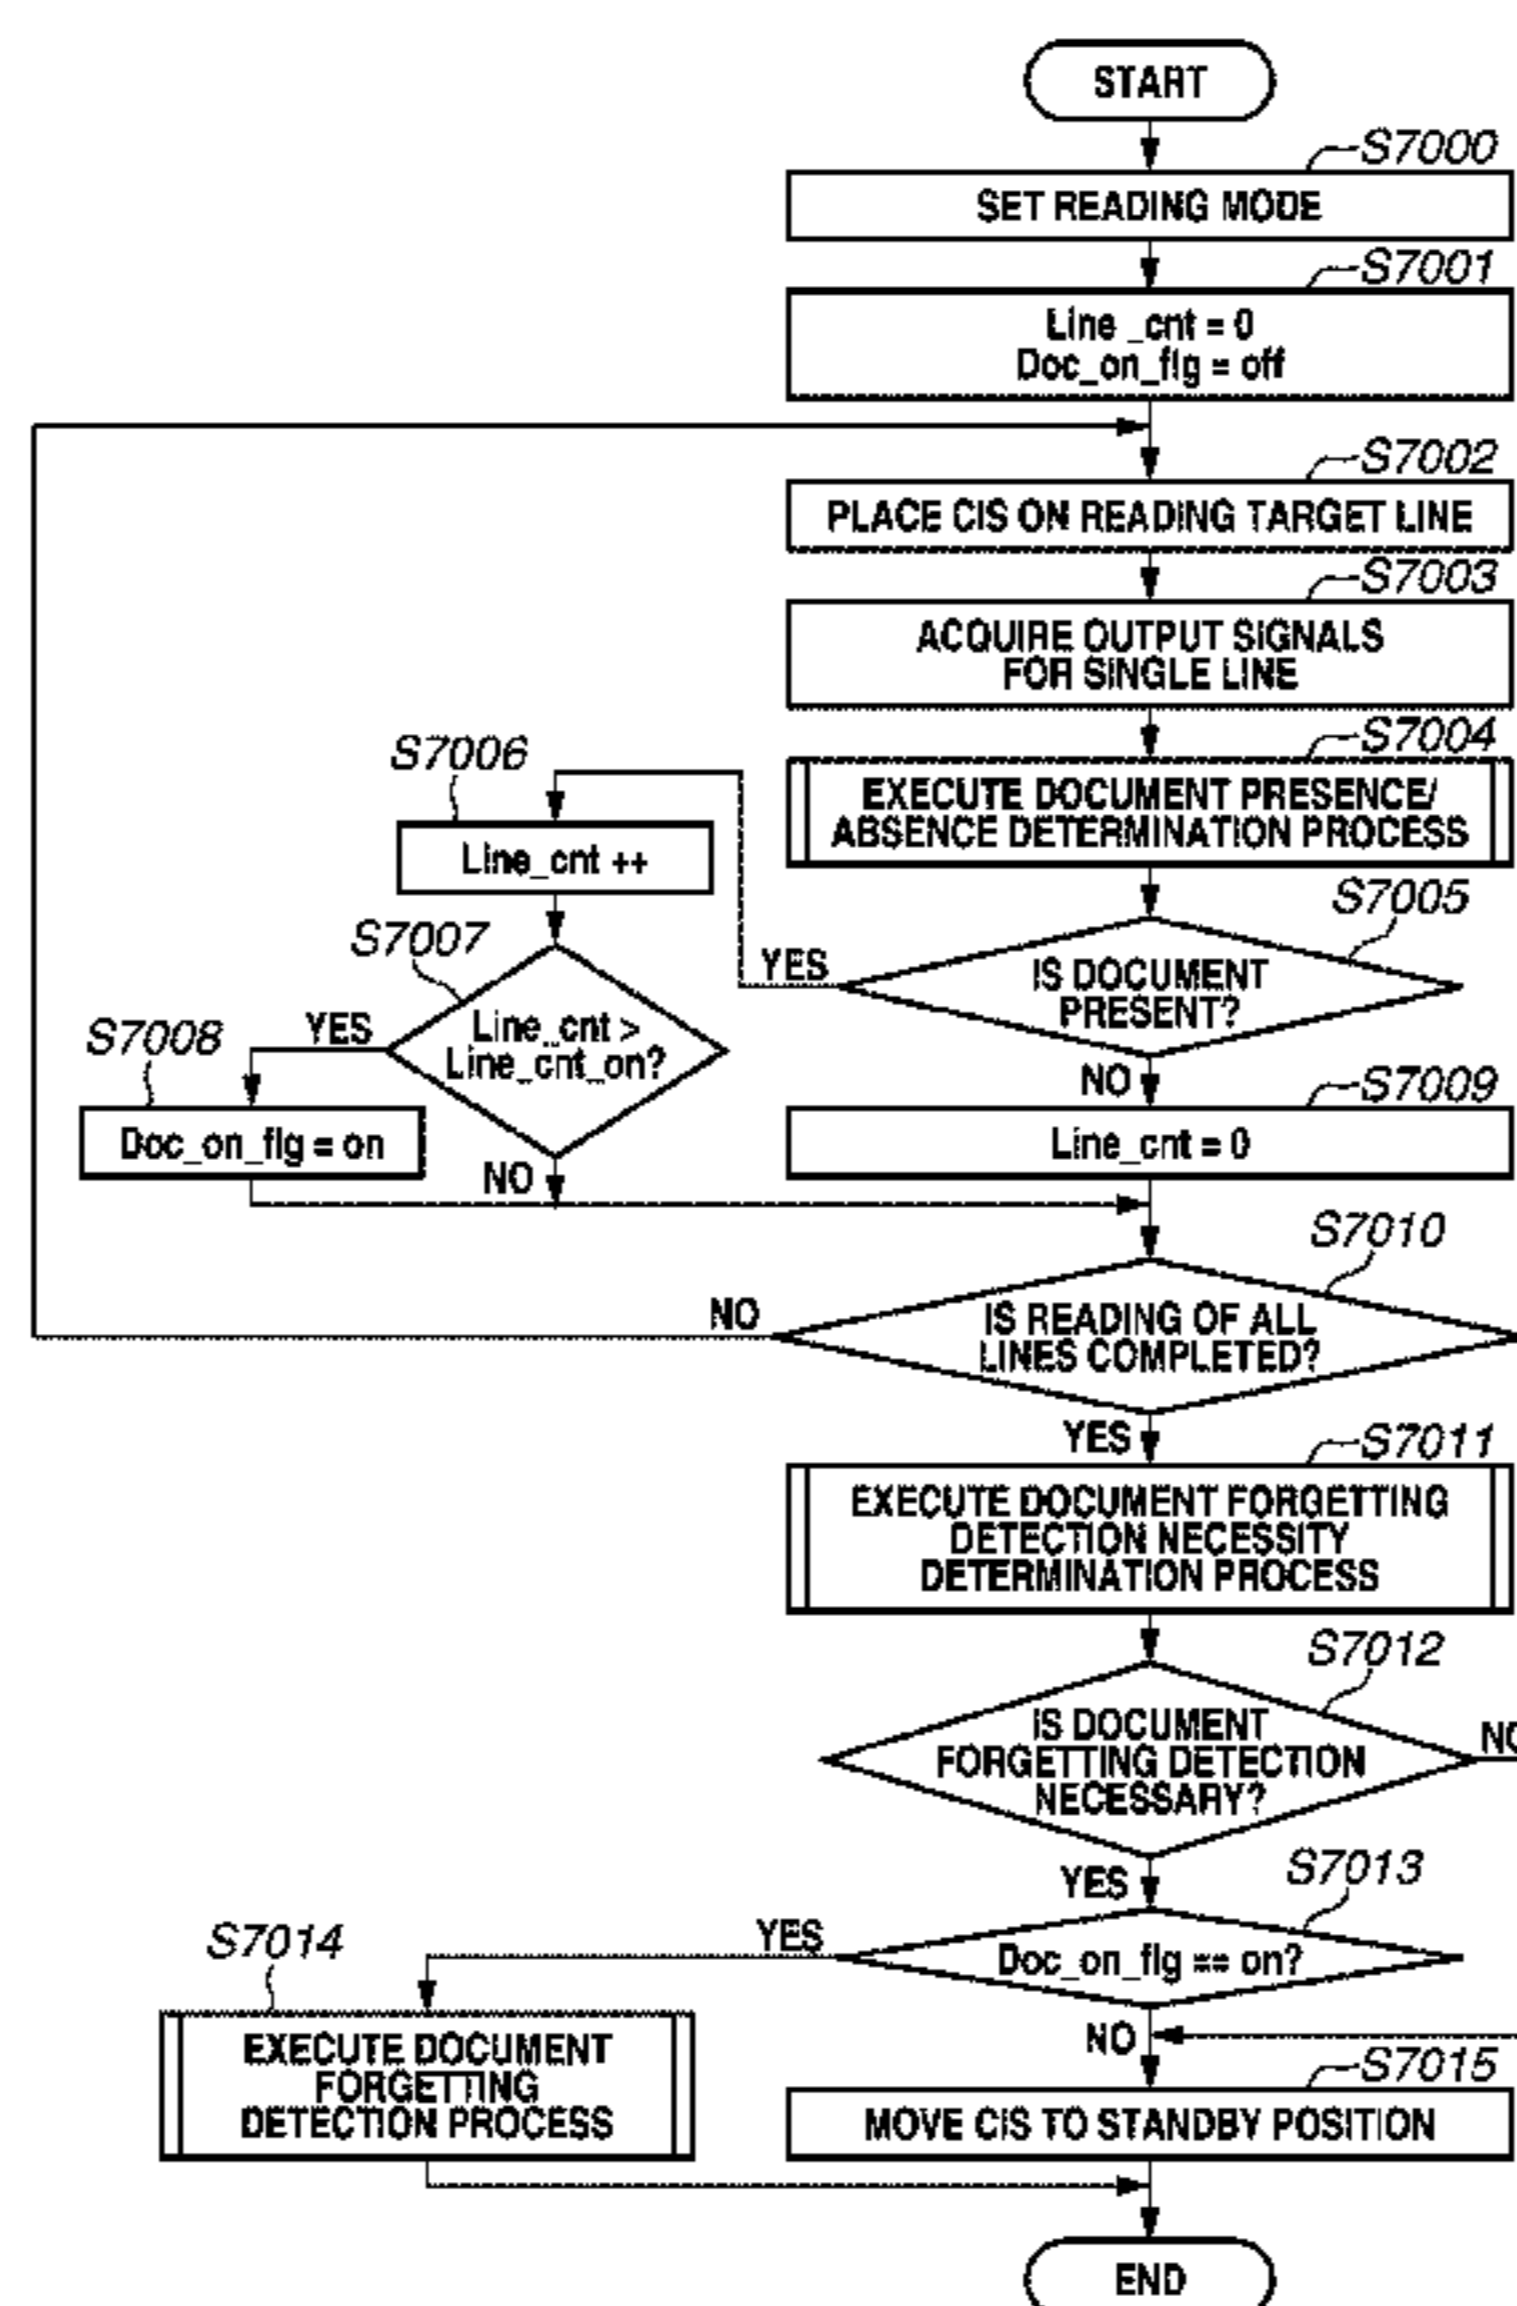 START
S7000
SET READING MODE
S7001
Line _cnt = 0
Doc_on_flg = off
S7002
PLACE CIS ON READING TARGET LINE
S7003
ACQUIRE OUTPUT SIGNALS
FOR SINGLE LINE
S7004
EXECUTE DOCUMENT PRESENCE/
ABSENCE DETERMINATION PROCESS
S7005
IS DOCUMENT
PRESENT?
YES
S7006
Line_cnt ++
S7007
Line_cnt >
Line_cnt_on?
YES
S7008
Doc_on_flg = on
NO
NO
S7009
Line_cnt = 0
S7010
IS READING OF ALL
LINES COMPLETED?
NO
YES
S7011
EXECUTE DOCUMENT FORGETTING
DETECTION NECESSITY
DETERMINATION PROCESS
S7012
IS DOCUMENT
FORGETTING DETECTION
NECESSARY?
NO
YES
S7013
Doc_on_flg == on?
YES
S7014
EXECUTE DOCUMENT
FORGETTING
DETECTION PROCESS
NO
S7015
MOVE CIS TO STANDBY POSITION
END